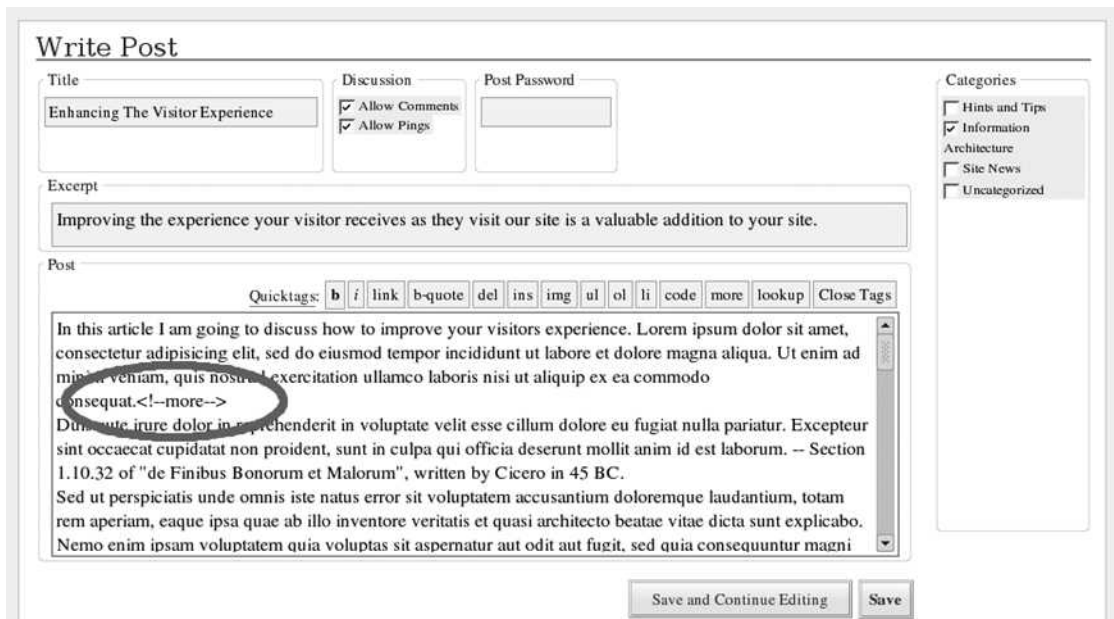 Write Post
Title
Enhancing The Visitor Experience
Discussion
Allow Comments
Allow Pings
Post Password
Categories
Hints and Tips
Information
Architecture
Site News
Uncategorized
Excerpt
Improving the experience your visitor receives as they visit our site is a valuable addition to your site.
Post
Quicktags: b i link b-quote del ins img ul ol li code more lookup Close Tags
In this article I am going to discuss how to improve your visitors experience. Lorem ipsum dolor sit amet,
consectetur adipisicing elit, sed do eiusmod tempor incididunt ut labore et dolore magna aliqua. Ut enim ad
minim veniam, quis nostrud exercitation ullamco laboris nisi ut aliquip ex ea commodo
consequat.<!--more-->
Duis aute irure dolor in reprehenderit in voluptate velit esse cillum dolore eu fugiat nulla pariatur. Excepteur
sint occaecat cupidatat non proident, sunt in culpa qui officia deserunt mollit anim id est laborum. -- Section
1.10.32 of "de Finibus Bonorum et Malorum", written by Cicero in 45 BC.
Sed ut perspiciatis unde omnis iste natus error sit voluptatem accusantium doloremque laudantium, totam
rem aperiam, eaque ipsa quae ab illo inventore veritatis et quasi architecto beatae vitae dicta sunt explicabo.
Nemo enim ipsam voluptatem quia voluptas sit aspernatur aut odit aut fugit, sed quia consequuntur magni
Save and Continue Editing
Save